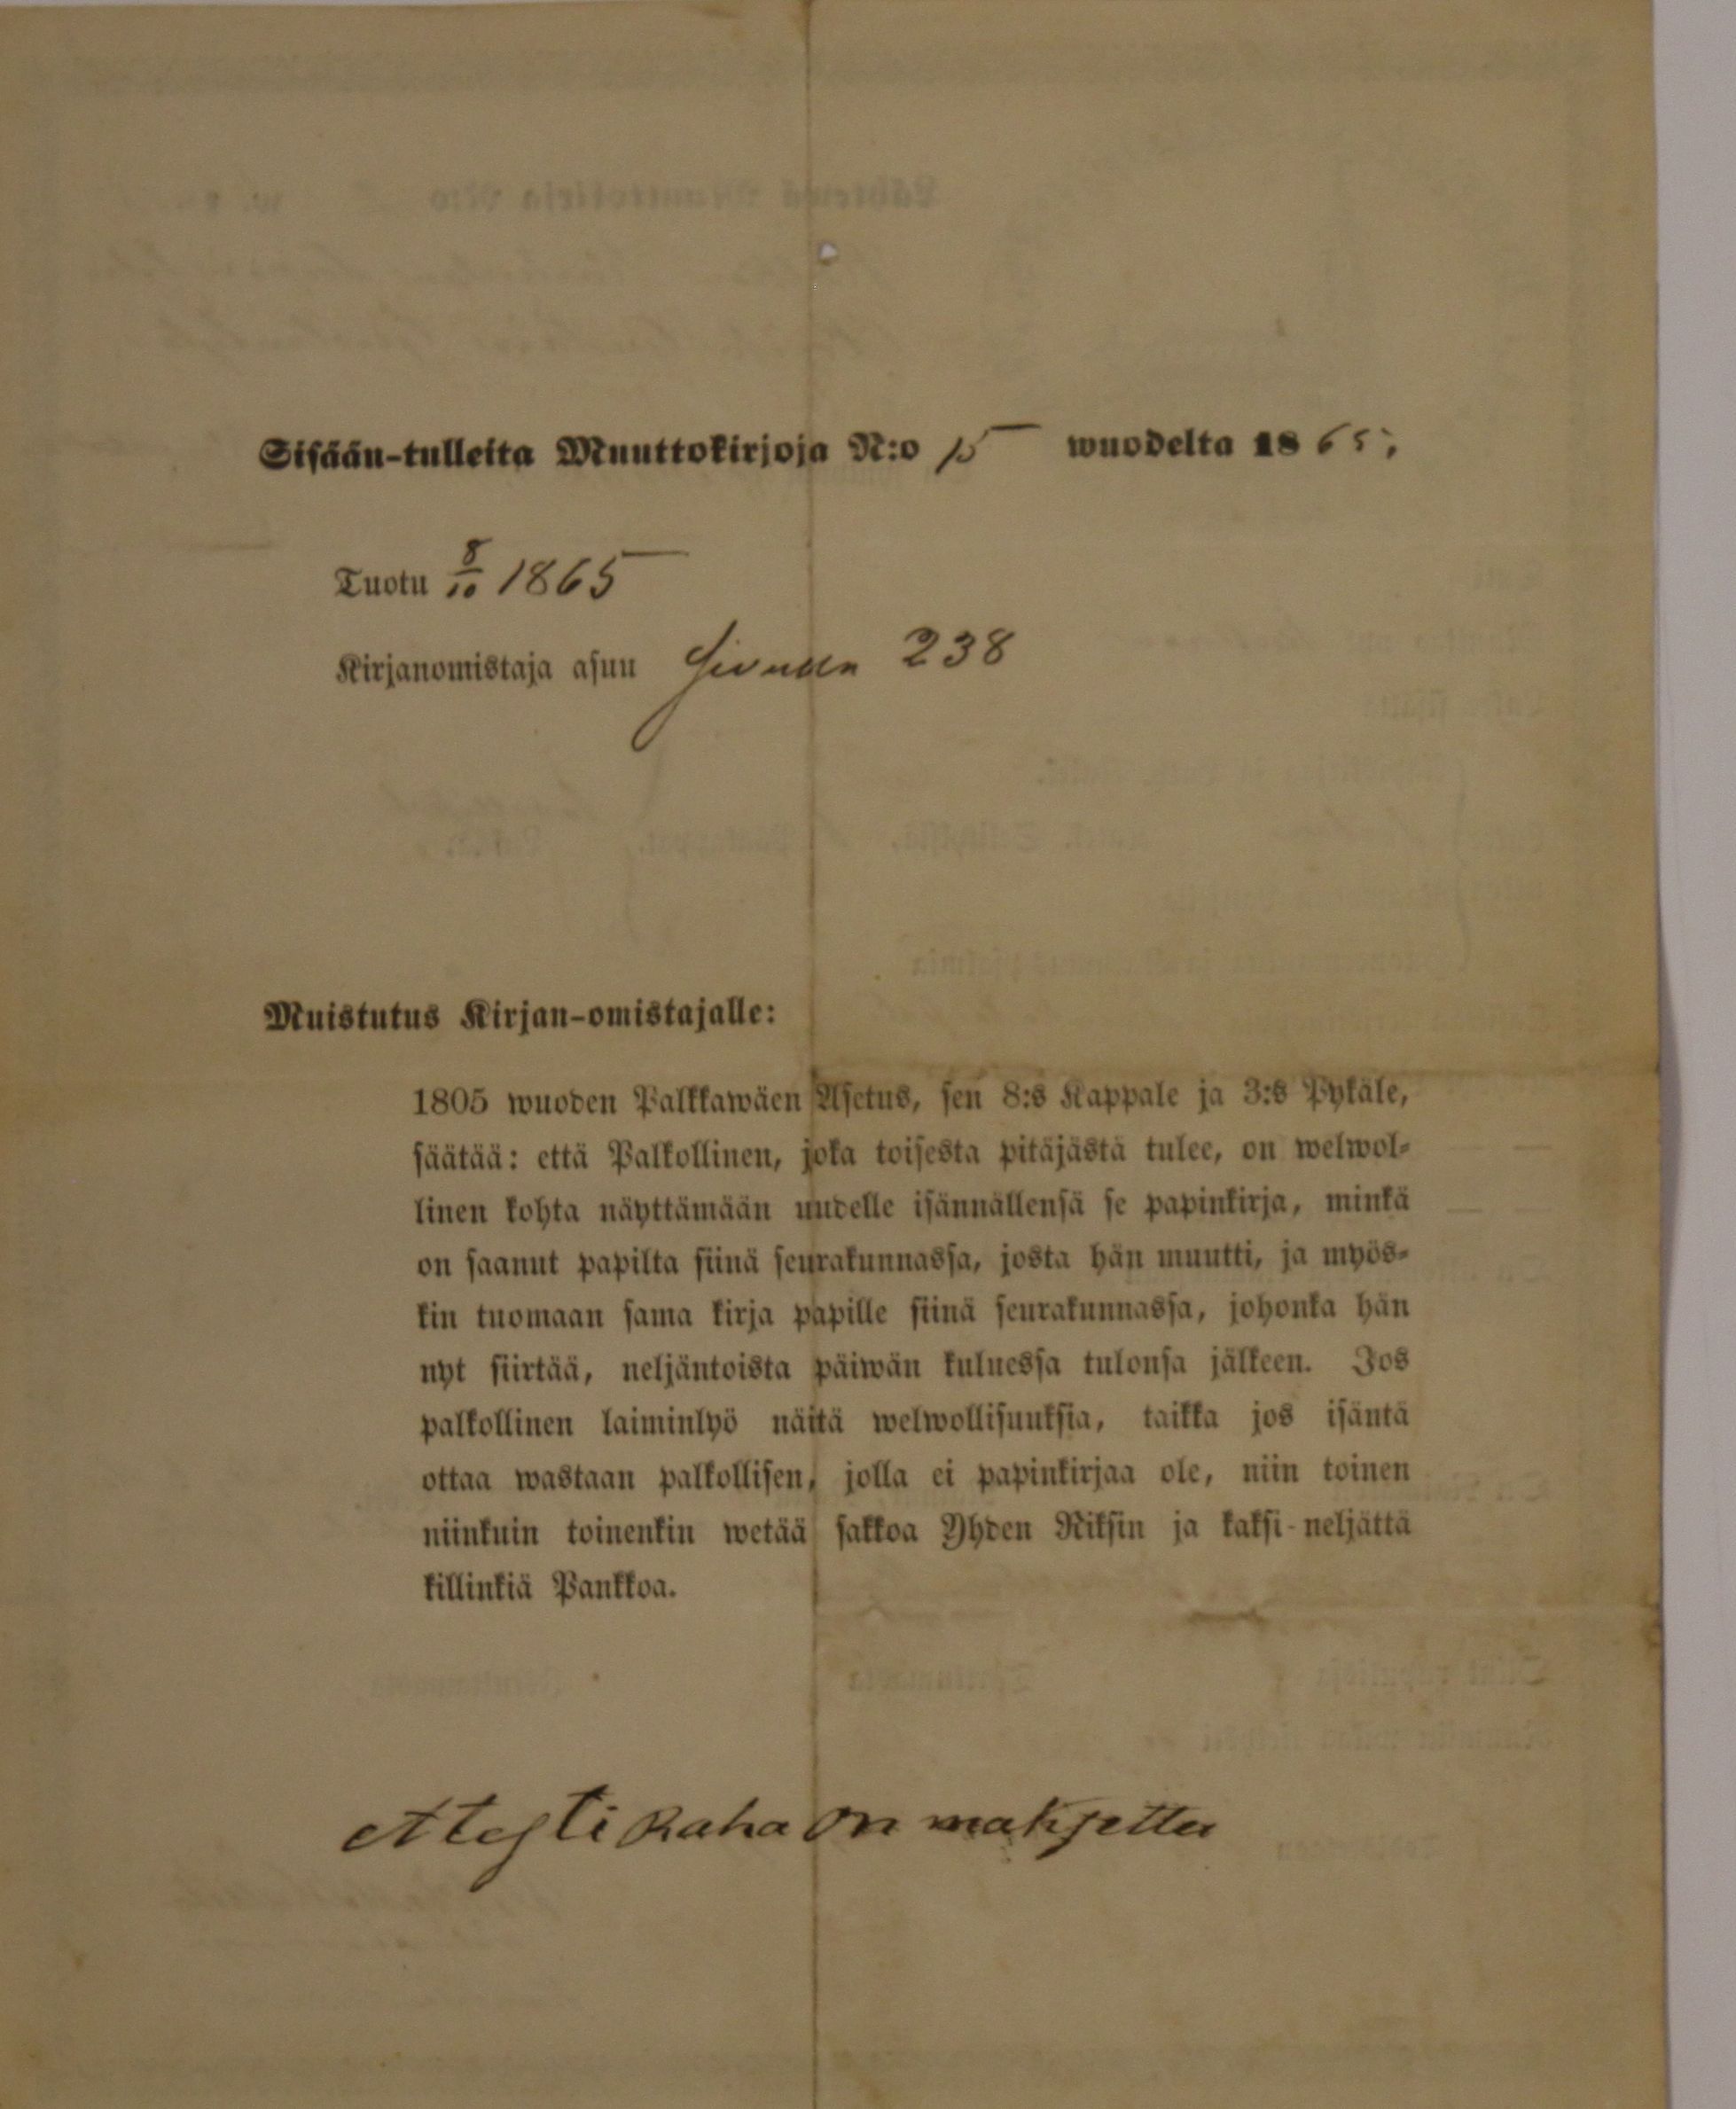 Sisään-tulleita Muuttokirjoja N:o 15 wuodelta 1865,
Tuotu 8/10 1865
Kirjanomistaja asuu Sivulla 238
Muistutus Kirjan-omistajalle:
1805 wuoden Palkkawäen Asetus, sen 8:s Kappale ja 3:s Pykäle,
säätää: että Palkollinen, joka toisesta pitäjästä tulee, on welwol-
linen kohta näyttämään uudelle isännällensä se papinkirja, minkä
on saanut papilta siinä seurakunnassa, josta hän muutti, ja myös-
kin tuomaan sama kirja papille siinä seurakunnassa, johonka hän
nyt siirtää, neljäntoista päiwän kuluessa tulonsa jälkeen. Jos
palkollinen laiminlyö näitä welwollisuuksia, taikka jos isäntä
ottaa wastaan palkollisen, jolla ei papinkirjaa ole, niin toinen
niinkuin toinenkin wetää sakkoa Yhden Riksin ja kaksi-neljättä
killinkiä Pankkoa.
Atesti Raha on maksettu